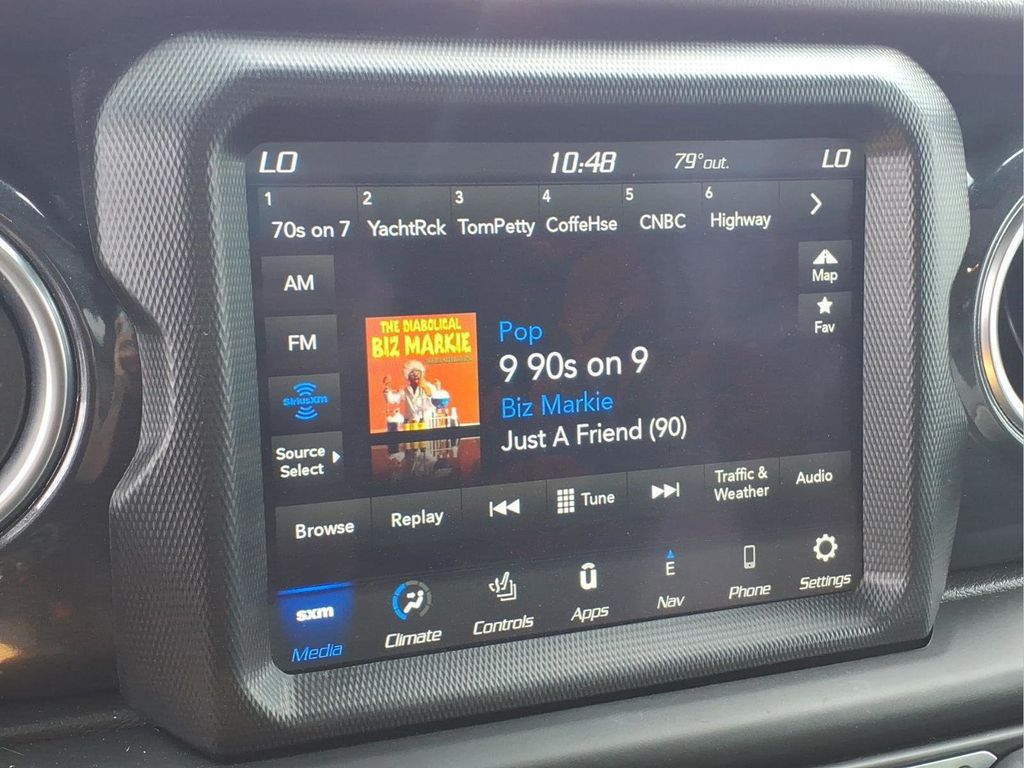 LO 10:48 79°out. LO
1 2 3 4 5 6
70s on 7 YachtRck TomPetty CoffeHse CNBC Highway
AM
Map
FM
Fav
THE DIABOLICAL
BIZ MARKIE
Pop
9 90s on 9
SiriusXM
Biz Markie
Just A Friend (90)
Source
Select
Browse Replay Tune Traffic &
Weather Audio
sxm
Media Climate Controls
û
Apps
E
Nav Phone Settings